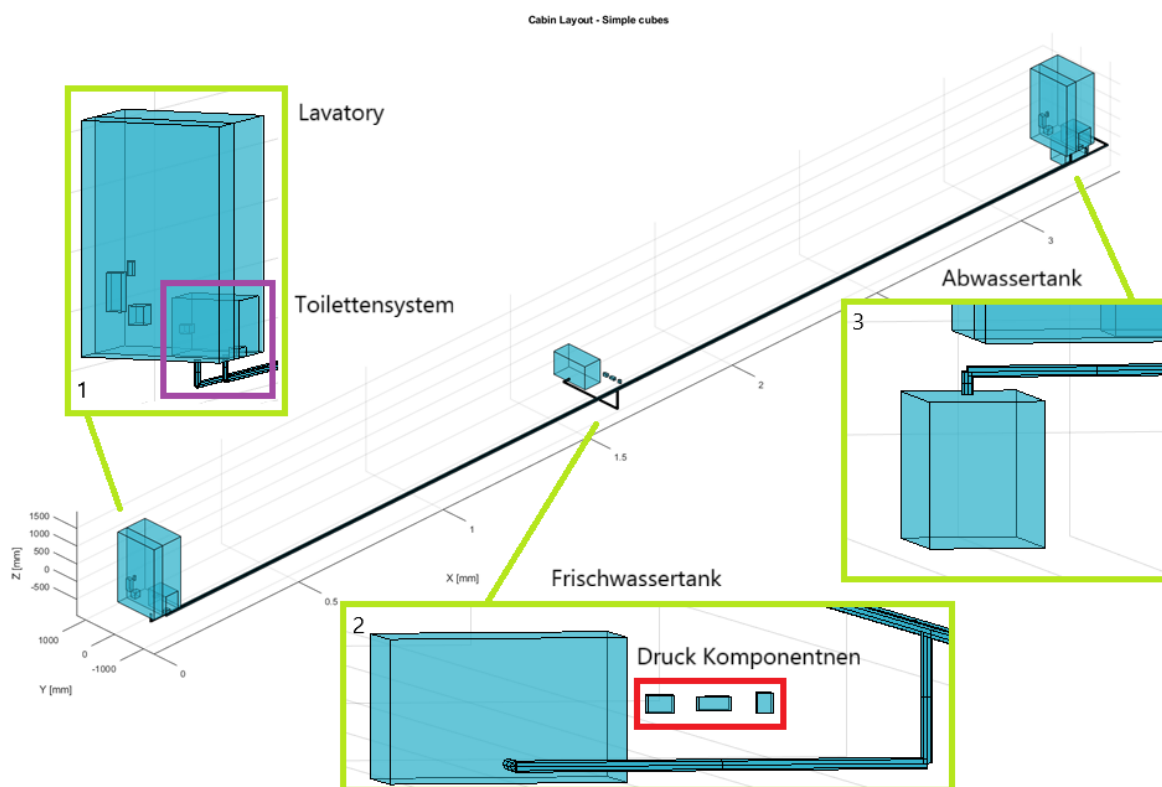 Cabin Layout - Simple cubes
Lavatory
Toilettensystem
1
3
Abwassertank
3
2
1.5
1
0.5
0
X [mm]
1500
1000
500
0
-500
Z [mm]
1000
0
-1000
Y [mm]
Frischwassertank
2
Druck Komponentnen